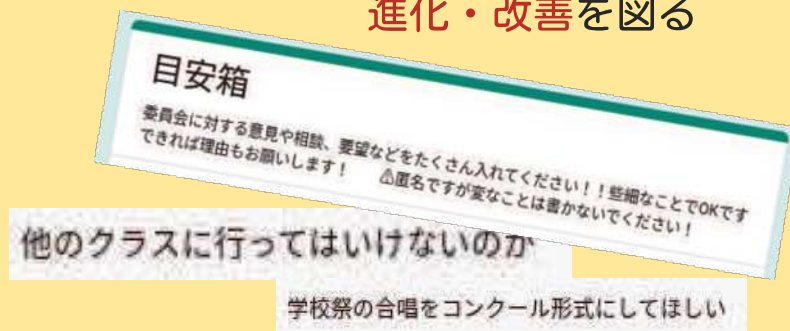 進化・改善を図る
目安箱
委員会に対する意見や相談、要望などをたくさん入れてください！！些細なことでOKです
できれば理由もお願いします！ ⚠匿名ですが変なことは書かないでください！
他のクラスに行ってはいけないのか
学校祭の合唱をコンクール形式にしてほしい